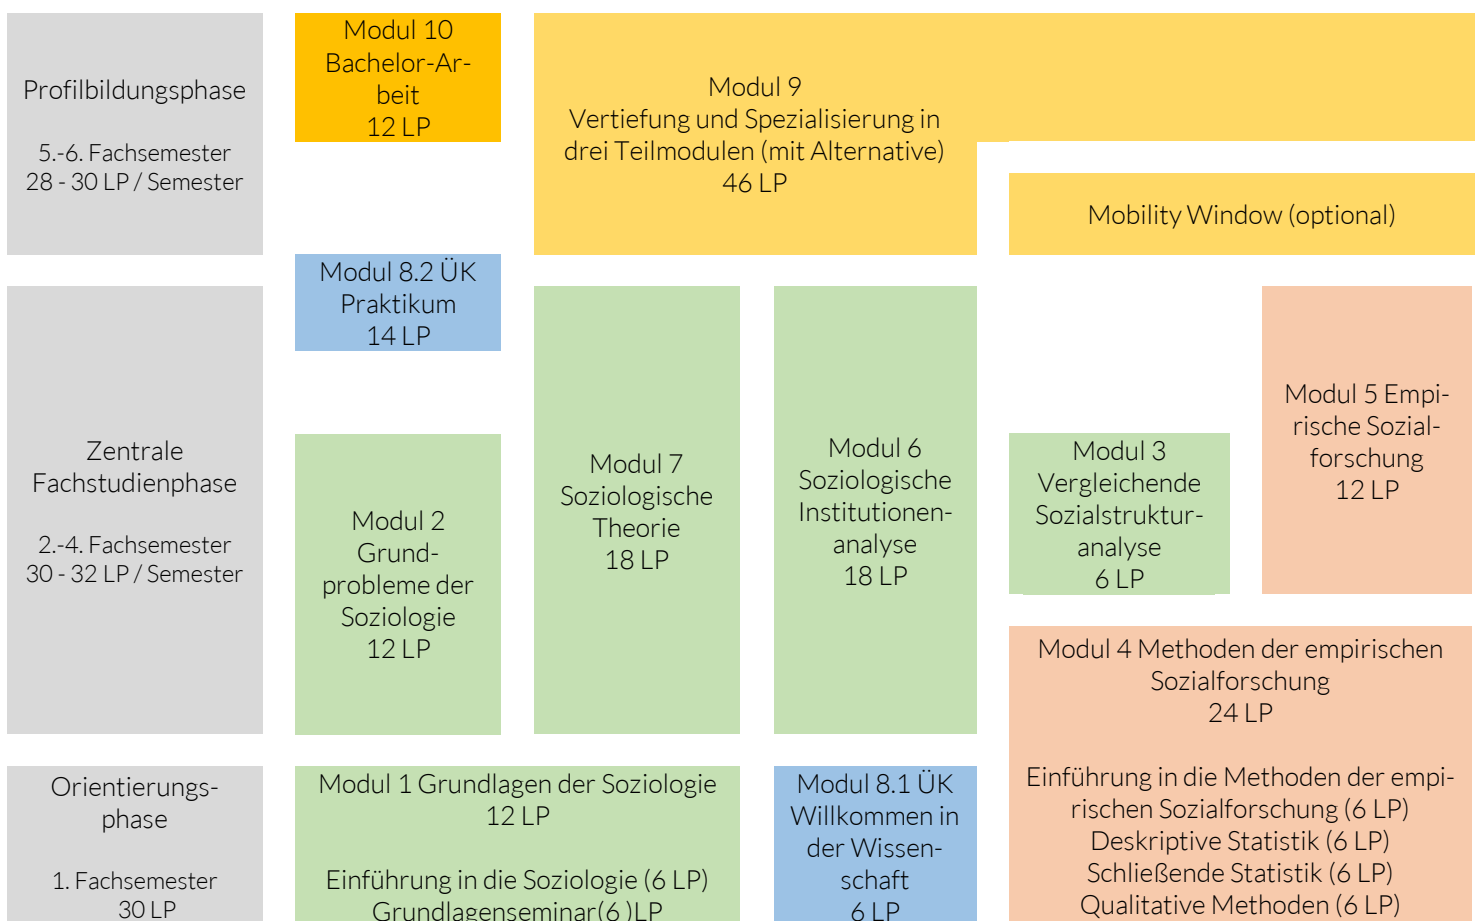 Profilbildungsphase
5.-6. Fachsemester
28 - 30 LP / Semester
Modul 10
Bachelor-Ar-
beit
12 LP
Modul 9
Vertiefung und Spezialisierung in
drei Teilmodulen (mit Alternative)
46 LP
Mobility Window (optional)
Modul 8.2 ÜK
Praktikum
14 LP
Zentrale
Fachstudienphase
2.-4. Fachsemester
30 - 32 LP / Semester
Modul 2
Grund-
probleme der
Soziologie
12 LP
Modul 7
Soziologische
Theorie
18 LP
Modul 6
Soziologische
Institutionen-
analyse
18 LP
Modul 3
Vergleichende
Sozialstruktur-
analyse
6 LP
Modul 5 Empi-
rische Sozial-
forschung
12 LP
Modul 4 Methoden der empirischen
Sozialforschung
24 LP
Einführung in die Methoden der empi-
rischen Sozialforschung (6 LP)
Deskriptive Statistik (6 LP)
Schließende Statistik (6 LP)
Qualitative Methoden (6 LP)
Orientierungs-
phase
1. Fachsemester
30 LP
Modul 1 Grundlagen der Soziologie
12 LP
Einführung in die Soziologie (6 LP)
Grundlagenseminar(6 )LP
Modul 8.1 ÜK
Willkommen in
der Wissen-
schaft
6 LP